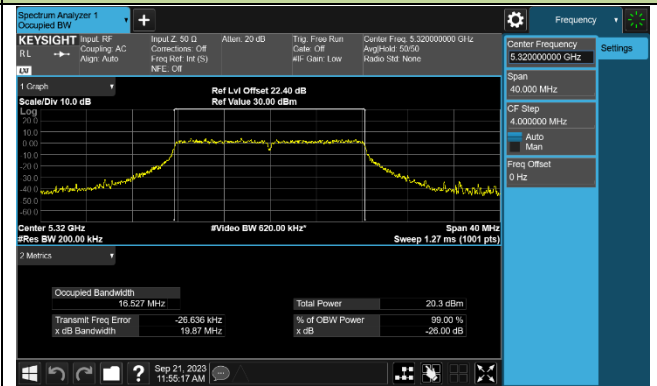 Spectrum Analyzer 1
Occupied BW
Frequency
KEYSIGHT
RL
LXI
Input: RF
Coupling: AC
Align: Auto
Input Z: 50 Ω
Corrections: Off
Freq Ref: Int (S)
NFE: Off
Atten: 20 dB
Trig: Free Run
Gate: Off
#IF Gain: Low
Center Freq: 5.320000000 GHz
Avg|Hold: 50/50
Radio Std: None
Center Frequency
5.320000000 GHz
Settings
Span
40.000 MHz
CF Step
4.000000 MHz
Auto
Man
Freq Offset
0 Hz
1 Graph
Scale/Div 10.0 dB
Ref Lvl Offset 22.40 dB
Ref Value 30.00 dBm
Log
20.0
10.0
0.00
-10.0
-20.0
-30.0
-40.0
-50.0
-60.0
Center 5.32 GHz
#Res BW 200.00 kHz
#Video BW 620.00 kHz*
Span 40 MHz
Sweep 1.27 ms (1001 pts)
2 Metrics
Occupied Bandwidth
16.527 MHz
Total Power 20.3 dBm
Transmit Freq Error -26.636 kHz % of OBW Power 99.00 %
x dB Bandwidth 19.87 MHz x dB -26.00 dB
Sep 21, 2023
11:55:17 AM